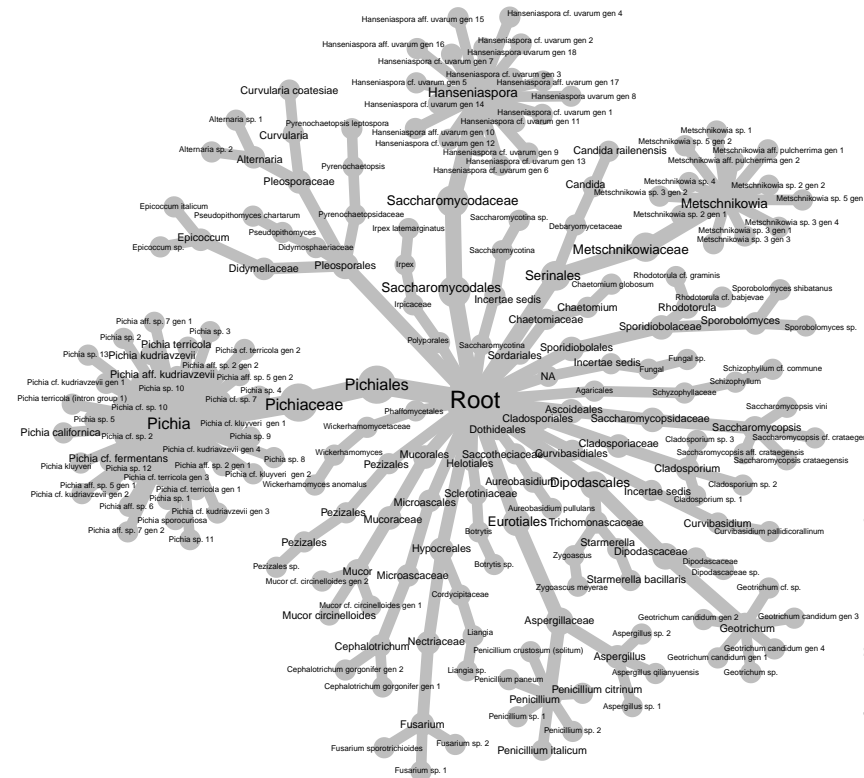 Hanseniaspora aff. uvarum gen 15
Hanseniaspora cf. uvarum gen 4
Hanseniaspora aff. uvarum gen 16
Hanseniaspora cf. uvarum gen 2
Hanseniaspora uvarum gen 18
Hanseniaspora cf. uvarum gen 7
Hanseniaspora cf. uvarum gen 3
Hanseniaspora cf. uvarum gen 5
Hanseniaspora aff. uvarum gen 17
Hanseniaspora
Hanseniaspora uvarum gen 8
Hanseniaspora cf. uvarum gen 14
Hanseniaspora cf. uvarum gen 1
Hanseniaspora cf. uvarum gen 11
Hanseniaspora aff. uvarum gen 10
Hanseniaspora cf. uvarum gen 12
Hanseniaspora cf. uvarum gen 9
Hanseniaspora cf. uvarum gen 13
Hanseniaspora cf. uvarum gen 6
Curvularia coatesiae
Alternaria sp. 1
Pyrenochaetopsis leptospora
Curvularia
Alternaria sp. 2
Alternaria
Pyrenochaetopsis
Pleosporaceae
Candida railenensis
Candida
Metschnikowia sp. 1
Metschnikowia sp. 5 gen 2
Metschnikowia aff. pulcherrima gen 1
Metschnikowia aff. pulcherrima gen 2
Metschnikowia sp. 4
Metschnikowia sp. 2 gen 2
Metschnikowia sp. 3 gen 2
Metschnikowia sp. 5 gen
Metschnikowia
Metschnikowia sp. 2 gen 1
Metschnikowia sp. 3 gen 4
Metschnikowia sp. 3 gen 1
Metschnikowia sp. 3 gen 3
Saccharomycodaceae
Epicoccum italicum
Pseudopithomyces chartarum
Pyrenochaetopsidaceae
Irpex latemarginatus
Saccharomycotina sp.
Debaryomycetaceae
Pseudopithomyces
Epicoccum
Epicoccum sp.
Didymosphaeriaceae
Saccharomycotina
Metschnikowiaceae
Didymellaceae
Pleosporales
Irpex
Serinales
Rhodotorula cf. graminis
Saccharomycodales
Chaetomium globosum
Sporobolomyces shibatanus
Irpicaceae
Incertae sedis
Chaetomium
Rhodotorula cf. babjevae
Rhodotorula
Chaetomiaceae
Sporobolomyces
Sporidiobolaceae
Sporobolomyces sp.
Polyporales
Saccharomycotina
Sordariales
Sporidiobolales
Incertae sedis
Fungal sp.
Fungal
NA
Schizophyllum cf. commune
Schizophyllum
Agaricales
Schyzophyllaceae
Pichia aff. sp. 7 gen 1
Pichia sp. 3
Pichia sp. 2
Pichia terricola
Pichia cf. terricola gen 2
Pichia sp. 13
Pichia kudriavzevii
Pichia aff. sp. 2 gen 2
Pichia aff. kudriavzevii
Pichia aff. sp. 5 gen 2
Pichia cf. kudriavzevii gen 1
Pichia sp. 10
Pichia sp. 4
Pichia terricola (intron group 1)
Pichia cf. sp. 7
Pichia cf. sp. 10
Pichiales
Pichiaceae
Root
Pichia sp. 5
Pichia
Pichia cf. kluyveri gen 1
Pichia californica
Pichia cf. sp. 2
Pichia sp. 9
Pichia cf. kudriavzevii gen 4
Pichia cf. fermentans
Pichia sp. 8
Pichia kluyveri
Pichia sp. 12
Pichia aff. sp. 2 gen 1
Pichia cf. kluyveri gen 2
Pichia cf. terricola gen 3
Pichia aff. sp. 5 gen 1
Pichia cf. terricola gen 1
Pichia cf. kudriavzevii gen 2
Pichia sp. 1
Pichia aff. sp. 6
Pichia cf. kudriavzevii gen 3
Pichia sporocuriosa
Pichia aff. sp. 7 gen 2
Pichia sp. 11
Phaffomycetales
Wickerhamomycetaceae
Wickerhamomyces
Wickerhamomyces anomalus
Ascoideales
Saccharomycopsis vini
Cladosporiales
Saccharomycopsidaceae
Saccharomycopsis
Dothideales
Cladosporium sp. 3
Saccharomycopsis cf. crataegen
Cladosporiaceae
Saccharomycopsis aff. crataegensis
Saccharomycopsis crataegensis
Mucorales
Saccotheciaceae
Curvibasidiales
Pezizales
Helotiales
Cladosporium
Aureobasidium
Dipodascales
Cladosporium sp. 2
Sclerotiniaceae
Incertae sedis
Cladosporium sp. 1
Microascales
Aureobasidium pullulans
Pezizales
Mucoraceae
Eurotiales
Trichomonascaceae
Curvibasidium
Curvibasidium pallidicorallinum
Botrytis
Starmerella
Pezizales
Hypocreales
Zygoascus
Dipodascaceae
Dipodascaceae
Pezizales sp.
Mucor
Microascaceae
Botrytis sp.
Dipodascaceae sp.
Mucor cf. circinelloides gen 2
Starmerella bacillaris
Zygoascus meyerae
Geotrichum cf. sp.
Cordycipitaceae
Mucor cf. circinelloides gen 1
Mucor circinelloides
Aspergillaceae
Geotrichum candidum gen 2
Geotrichum candidum gen 3
Liangia
Aspergillus sp. 2
Geotrichum
Nectriaceae
Cephalotrichum
Penicillium crustosum (solitum)
Geotrichum candidum gen 4
Aspergillus
Geotrichum candidum gen 1
Cephalotrichum gorgonifer gen 2
Liangia sp.
Aspergillus qilianyuensis
Geotrichum sp.
Penicillium paneum
Cephalotrichum gorgonifer gen 1
Penicillium citrinum
Penicillium
Aspergillus sp. 1
Penicillium sp. 1
Fusarium
Penicillium sp. 2
Fusarium sporotrichioides
Fusarium sp. 2
Penicillium italicum
Fusarium sp. 1